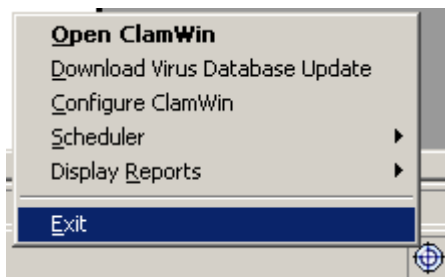 Open ClamWin
Download Virus Database Update
Configure ClamWin
Scheduler
Display Reports
Exit